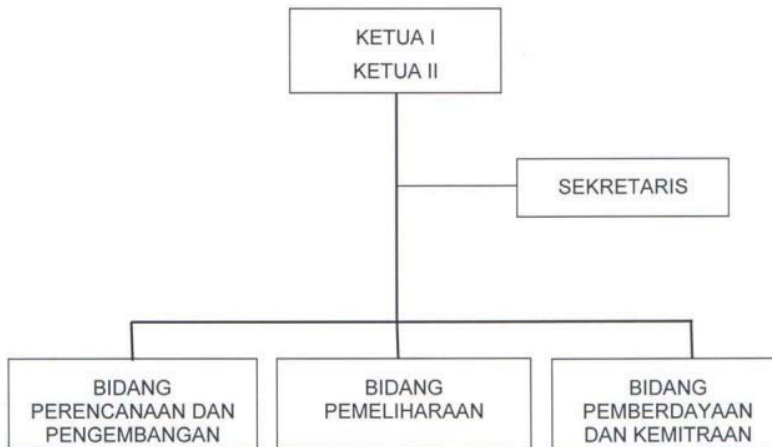 KETUA I
KETUA II
SEKRETARIS
BIDANG
PERENCANAAN DAN
PENGEMBANGAN
BIDANG
PEMELIHARAAN
BIDANG
PEMBERDAYAAN
DAN KEMITRAAN